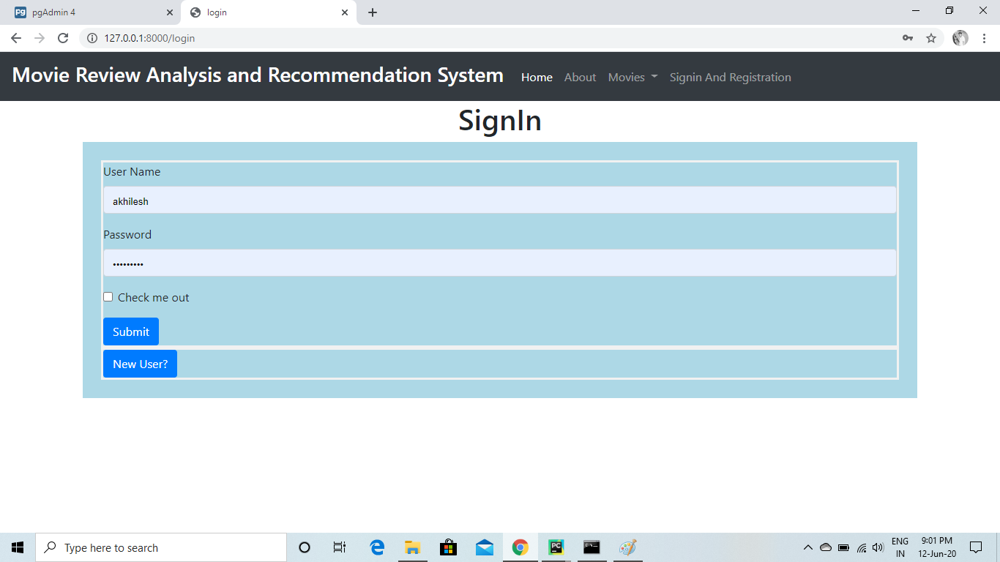 pgAdmin 4
login
127.0.0.1:8000/login
Movie Review Analysis and Recommendation System Home About Movies Signin And Registration
SignIn
User Name
akhilesh
Password
•••••••••
Check me out
Submit
New User?
Type here to search
ENG
IN
9:01 PM
12-Jun-20